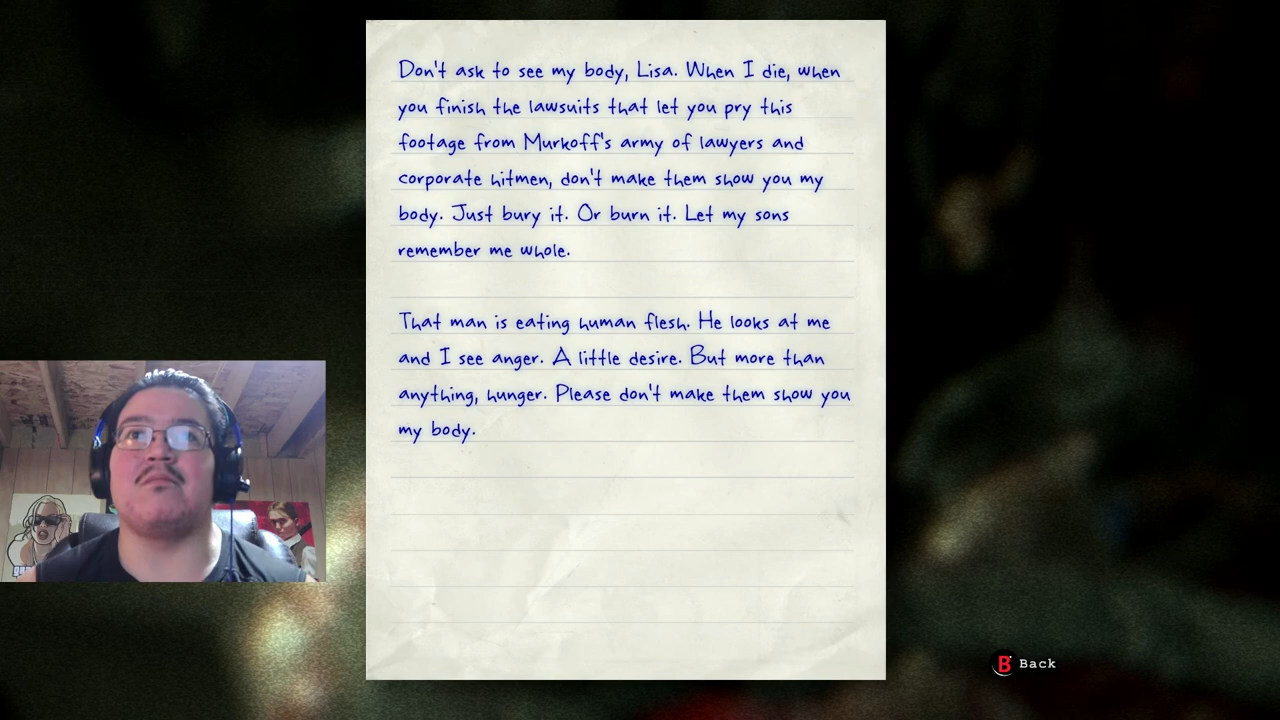 Don't ask to see my body, Lisa. When I die, when
you finish the lawsuits that let you pry this
footage from Murkoff's army of lawyers and
corporate hitmen, don't make them show you my
body. Just bury it. Or burn it. Let my sons
remember me whole.
That man is eating human flesh. He looks at me
and I see anger. A little desire. But more than
anything, hunger. Please don't make them show you
my body.
B Back